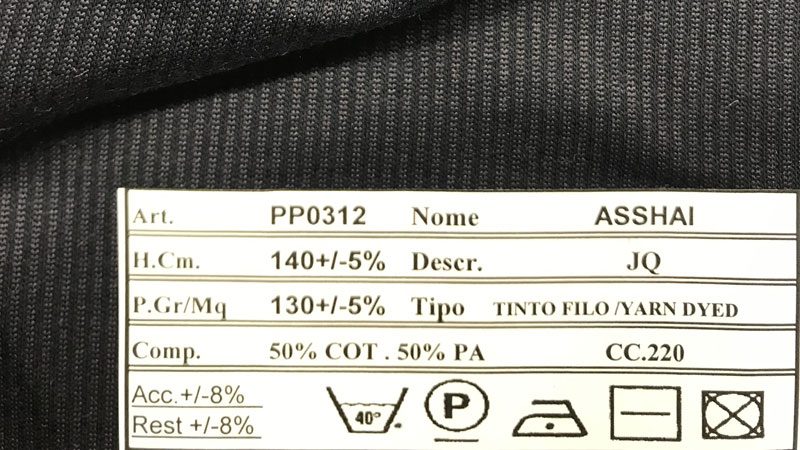 Art. PP0312 Nome ASSHAI
H.Cm. 140+/-5% Descr. JQ
P.Gr/Mq 130+/-5% Tipo TINTO FILO /YARN DYED
Comp. 50% COT . 50% PA CC.220
Acc.+/-8%
Rest +/-8%
40°
P